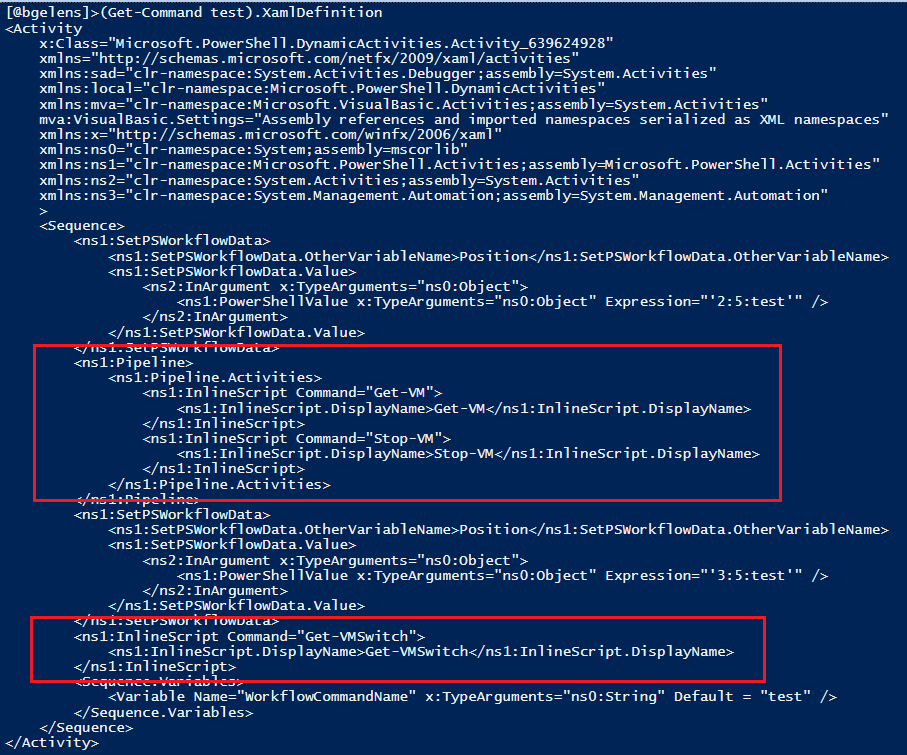 [@bgelens]>(Get-Command test).XamlDefinition
<Activity
    x:Class="Microsoft.PowerShell.DynamicActivities.Activity_639624928"
    xmlns="http://schemas.microsoft.com/netfx/2009/xaml/activities"
    xmlns:sad="clr-namespace:System.Activities.Debugger;assembly=System.Activities"
    xmlns:local="clr-namespace:Microsoft.PowerShell.DynamicActivities"
    xmlns:mva="clr-namespace:Microsoft.VisualBasic.Activities;assembly=System.Activities"
    mva:VisualBasic.Settings="Assembly references and imported namespaces serialized as XML namespaces"
    xmlns:x="http://schemas.microsoft.com/winfx/2006/xaml"
    xmlns:ns0="clr-namespace:System;assembly=mscorlib"
    xmlns:ns1="clr-namespace:Microsoft.PowerShell.Activities;assembly=Microsoft.PowerShell.Activities"
    xmlns:ns2="clr-namespace:System.Activities;assembly=System.Activities"
    xmlns:ns3="clr-namespace:System.Management.Automation;assembly=System.Management.Automation"
    >
    <Sequence>
        <ns1:SetPSWorkflowData>
            <ns1:SetPSWorkflowData.OtherVariableName>Position</ns1:SetPSWorkflowData.OtherVariableName>
            <ns1:SetPSWorkflowData.Value>
                <ns2:InArgument x:TypeArguments="ns0:Object">
                    <ns1:PowerShellValue x:TypeArguments="ns0:Object" Expression="'2:5:test'" />
                </ns2:InArgument>
            </ns1:SetPSWorkflowData.Value>
        </ns1:SetPSWorkflowData>
        <ns1:Pipeline>
            <ns1:Pipeline.Activities>
                <ns1:InlineScript Command="Get-VM">
                    <ns1:InlineScript.DisplayName>Get-VM</ns1:InlineScript.DisplayName>
                </ns1:InlineScript>
                <ns1:InlineScript Command="Stop-VM">
                    <ns1:InlineScript.DisplayName>Stop-VM</ns1:InlineScript.DisplayName>
                </ns1:InlineScript>
            </ns1:Pipeline.Activities>
        </ns1:Pipeline>
        <ns1:SetPSWorkflowData>
            <ns1:SetPSWorkflowData.OtherVariableName>Position</ns1:SetPSWorkflowData.OtherVariableName>
            <ns1:SetPSWorkflowData.Value>
                <ns2:InArgument x:TypeArguments="ns0:Object">
                    <ns1:PowerShellValue x:TypeArguments="ns0:Object" Expression="'3:5:test'" />
                </ns2:InArgument>
            </ns1:SetPSWorkflowData.Value>
        </ns1:SetPSWorkflowData>
        <ns1:InlineScript Command="Get-VMSwitch">
            <ns1:InlineScript.DisplayName>Get-VMSwitch</ns1:InlineScript.DisplayName>
        </ns1:InlineScript>
        <Sequence.Variables>
            <Variable Name="WorkflowCommandName" x:TypeArguments="ns0:String" Default = "test" />
        </Sequence.Variables>
    </Sequence>
</Activity>